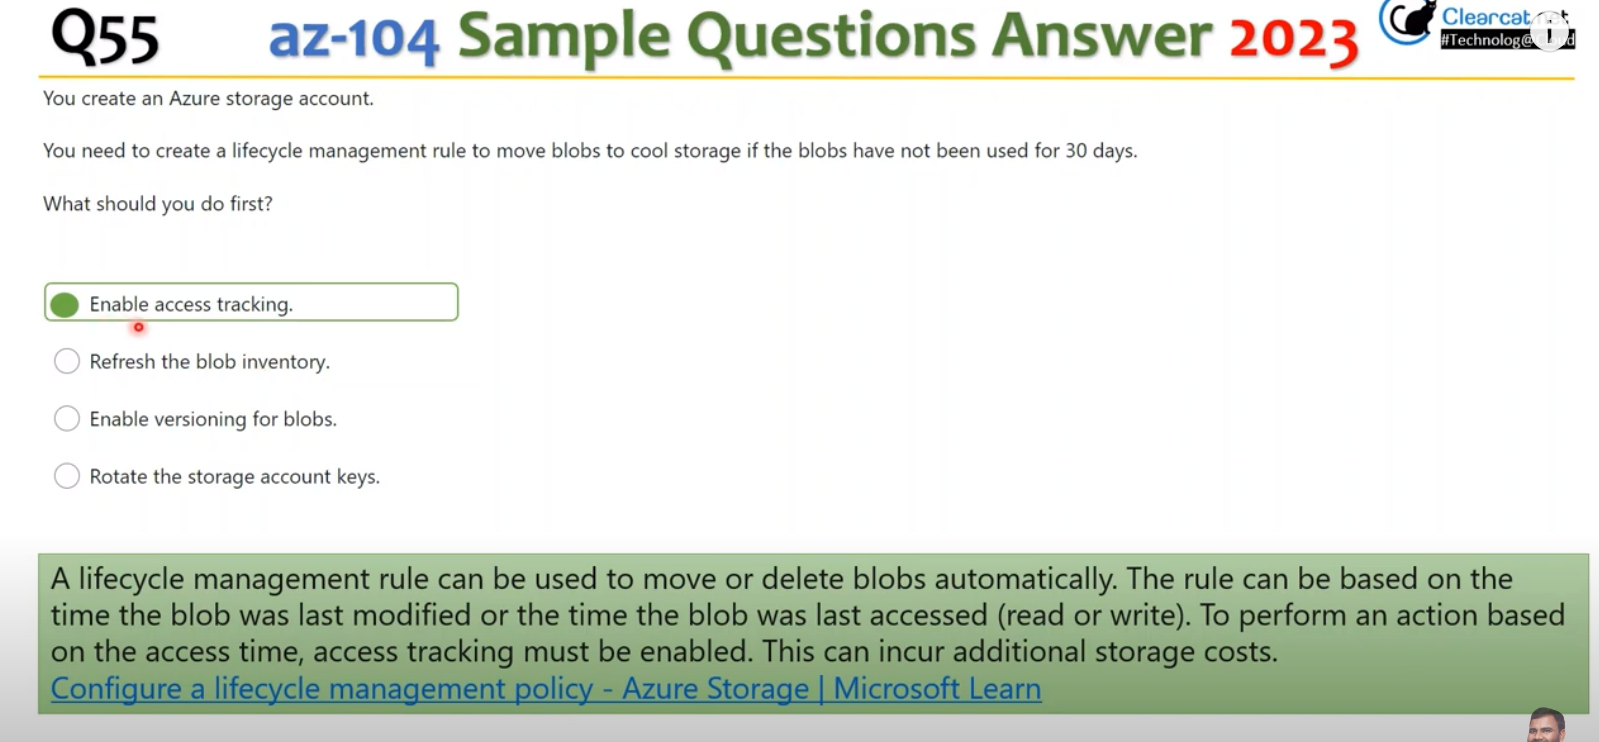 Q55
az-104 Sample Questions Answer 2023
Clearcat.net
#Technolog@Cloud
You create an Azure storage account.
You need to create a lifecycle management rule to move blobs to cool storage if the blobs have not been used for 30 days.
What should you do first?
Enable access tracking.
Refresh the blob inventory.
Enable versioning for blobs.
Rotate the storage account keys.
A lifecycle management rule can be used to move or delete blobs automatically. The rule can be based on the
time the blob was last modified or the time the blob was last accessed (read or write). To perform an action based
on the access time, access tracking must be enabled. This can incur additional storage costs.
Configure a lifecycle management policy - Azure Storage | Microsoft Learn